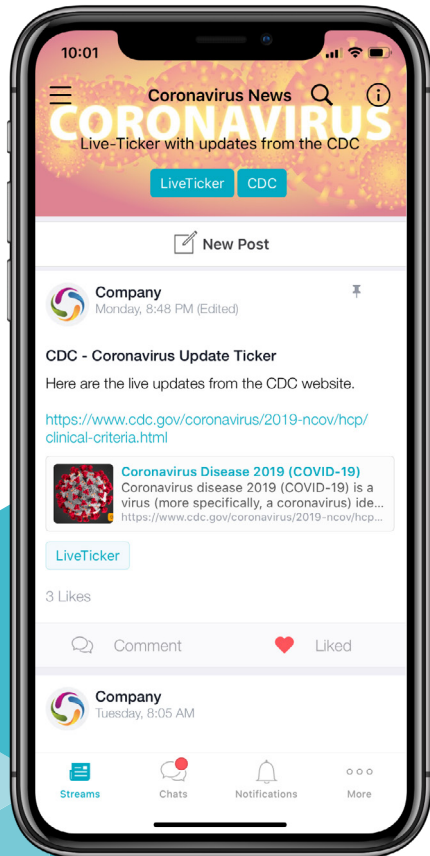 10:01
Coronavirus News
CORONAVIRUS
Live-Ticker with updates from the CDC
LiveTicker CDC
New Post
Company
Monday, 8:48 PM (Edited)
CDC - Coronavirus Update Ticker
Here are the live updates from the CDC website.
https://www.cdc.gov/coronavirus/2019-ncov/hcp/
clinical-criteria.html
Coronavirus Disease 2019 (COVID-19)
Coronavirus disease 2019 (COVID-19) is a
virus (more specifically, a coronavirus) ide...
https://www.cdc.gov/coronavirus/2019-ncov/hcp...
LiveTicker
3 Likes
Comment Liked
Company
Tuesday, 8:05 AM
Streams Chats Notifications More